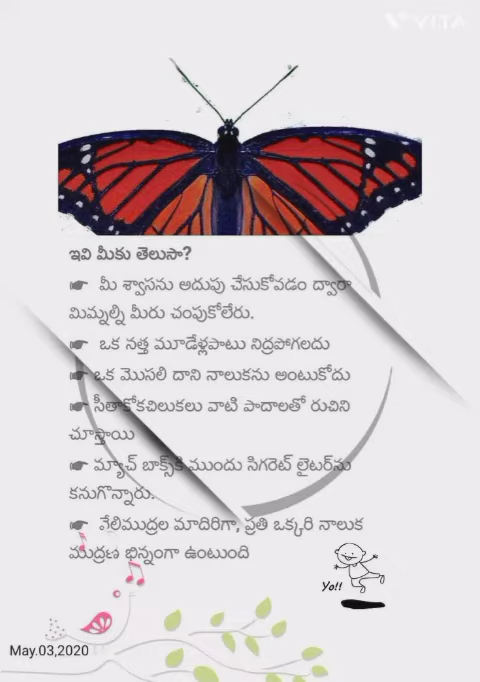 VITA
ఇవి మీకు తెలుసా?
☛ మీ శ్వాసను అదుపు చేసుకోవడం ద్వారా
మిమ్మల్ని మీరు చంపుకోలేరు.
☛ ఒక నత్త మూడేళ్లపాటు నిద్రపోగలదు
☛ ఒక మొసలి దాని నాలుకను అంటుకోదు
☛ సీతాకోకచిలుకలు వాటి పాదాలతో రుచిని
చూస్తాయి
☛ మ్యాచ్ బాక్స్‌కి ముందు సిగరెట్ లైటర్‌ను
కనుగొన్నారు.
☛ వేలిముద్రల మాదిరిగా, ప్రతి ఒక్కరి నాలుక
ముద్రణ భిన్నంగా ఉంటుంది
Yo!!
May.03,2020